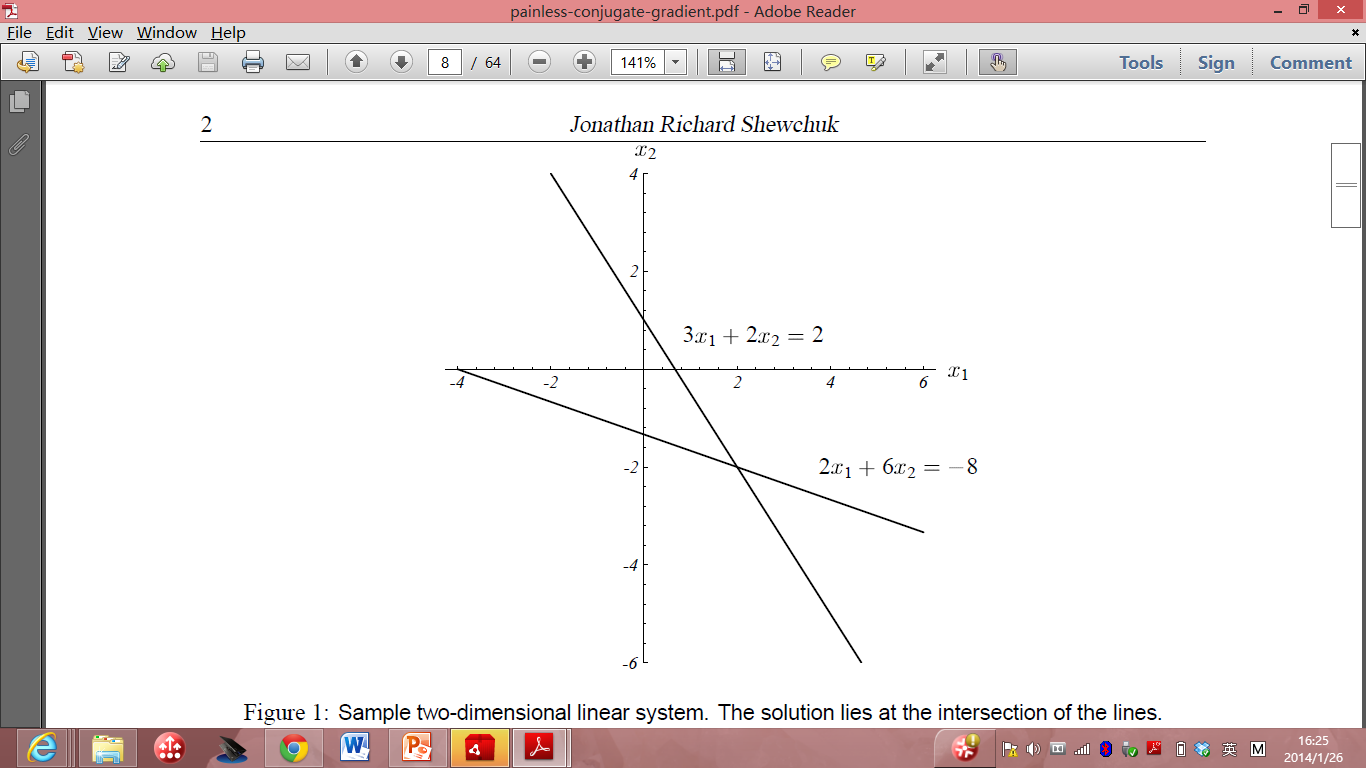 painless-conjugate-gradient.pdf - Adobe Reader
File Edit View Window Help
8 / 64 141% Tools Sign Comment
2 Jonathan Richard Shewchuk
x₂
4
2
3x₁ + 2x₂ = 2
-4 -2 2 4 6 x₁
-2
2x₁ + 6x₂ = −8
-4
-6
Figure 1: Sample two-dimensional linear system. The solution lies at the intersection of the lines.
英 M
16:25
2014/1/26